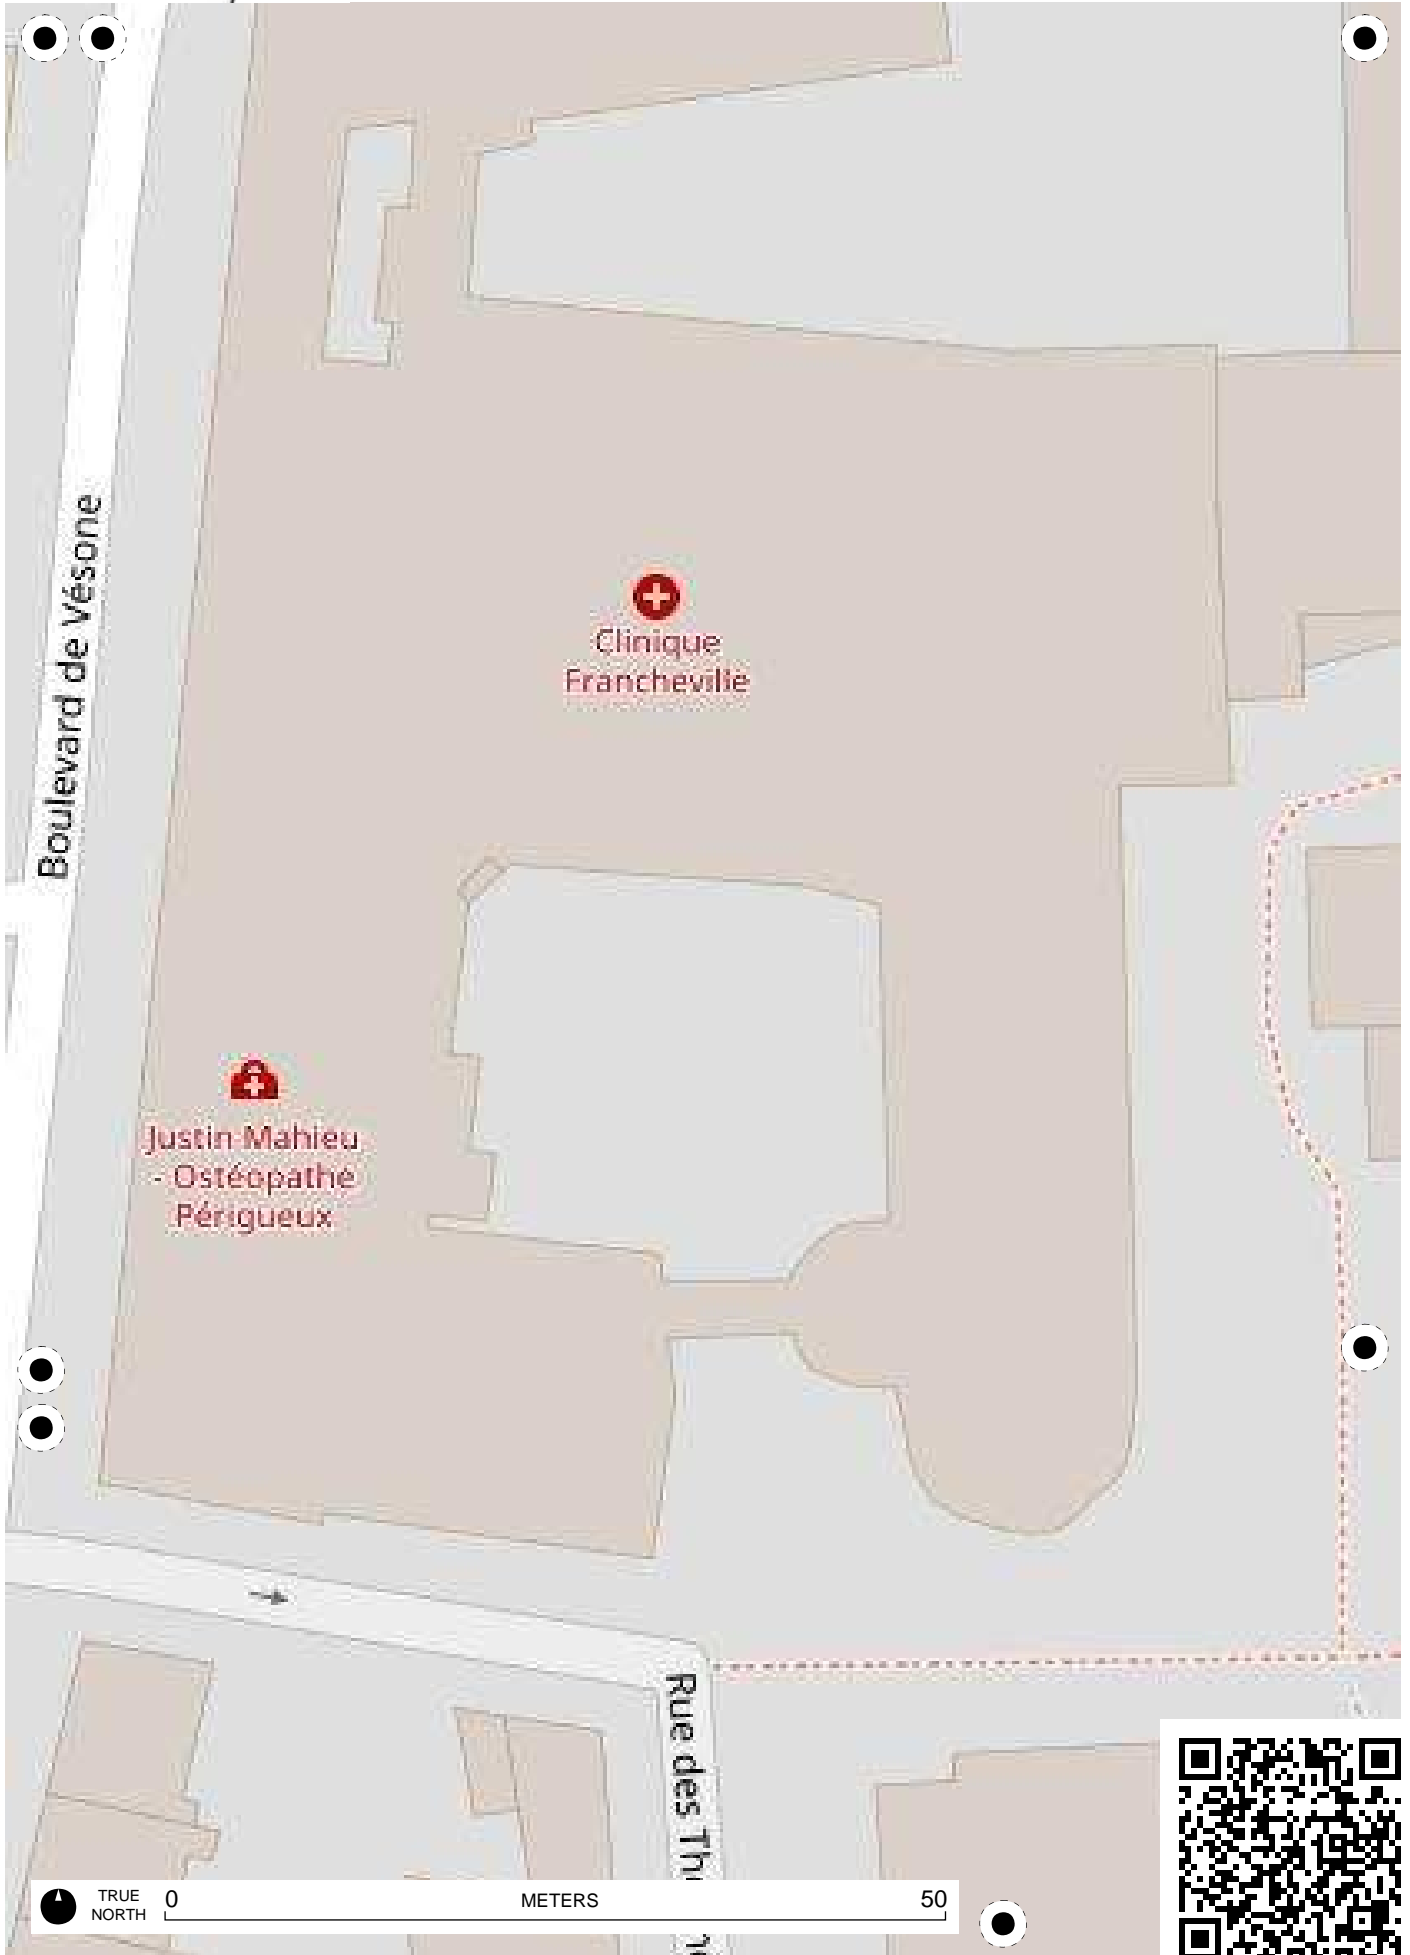 Boulevard de Vésone
Clinique
Francheville
Justin Mahieu
- Ostéopathe
Périgueux
Rue des Th
TRUE
NORTH
0
METERS
50